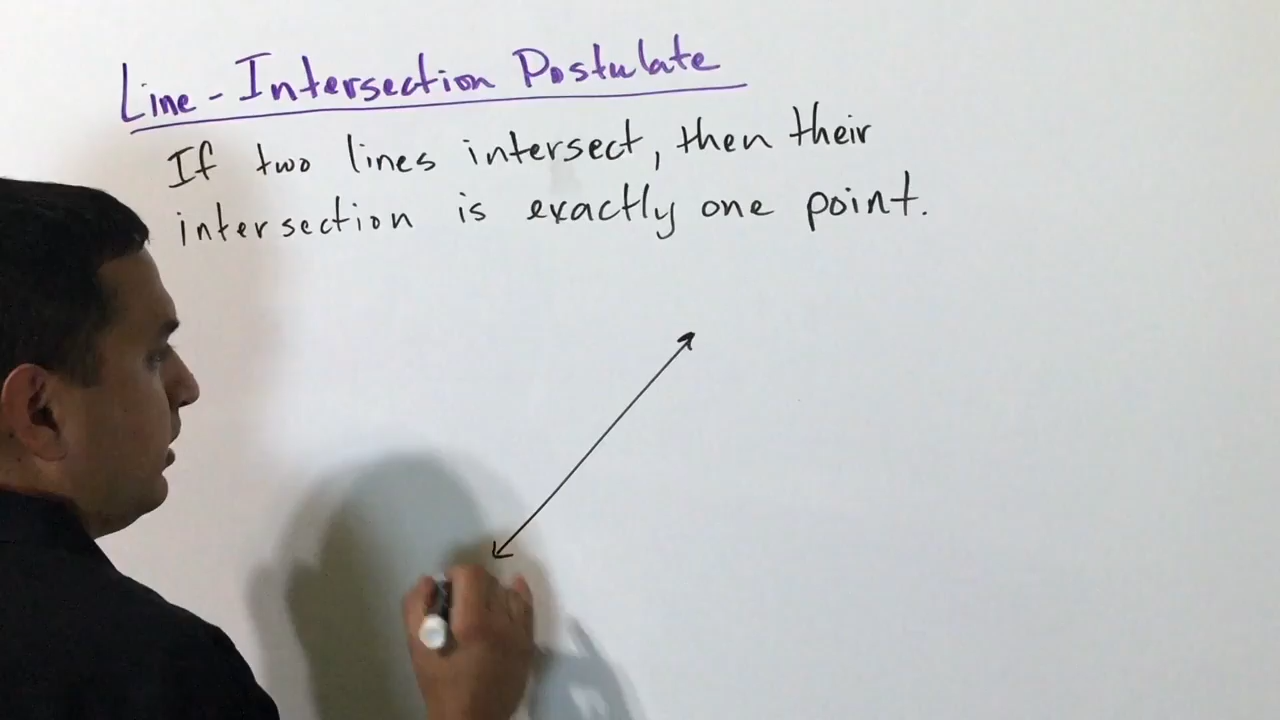 Line-Intersection Postulate
If two lines intersect, then their
intersection is exactly one point.